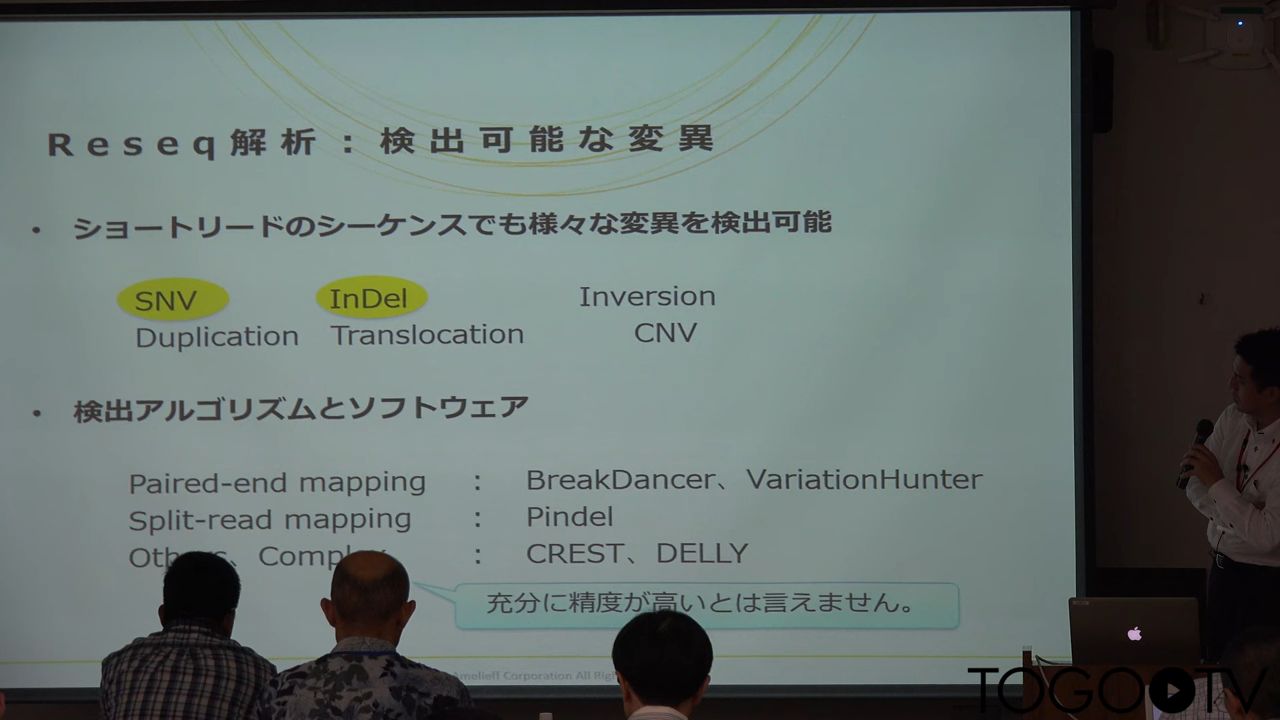 Reseq解析：検出可能な変異
• ショートリードのシーケンスでも様々な変異を検出可能
SNV InDel Inversion
Duplication Translocation CNV
• 検出アルゴリズムとソフトウェア
Paired-end mapping : BreakDancer、VariationHunter
Split-read mapping : Pindel
: CREST、DELLY
充分に精度が高いとは言えません。
Amelieff Corporation All
TOGO TV